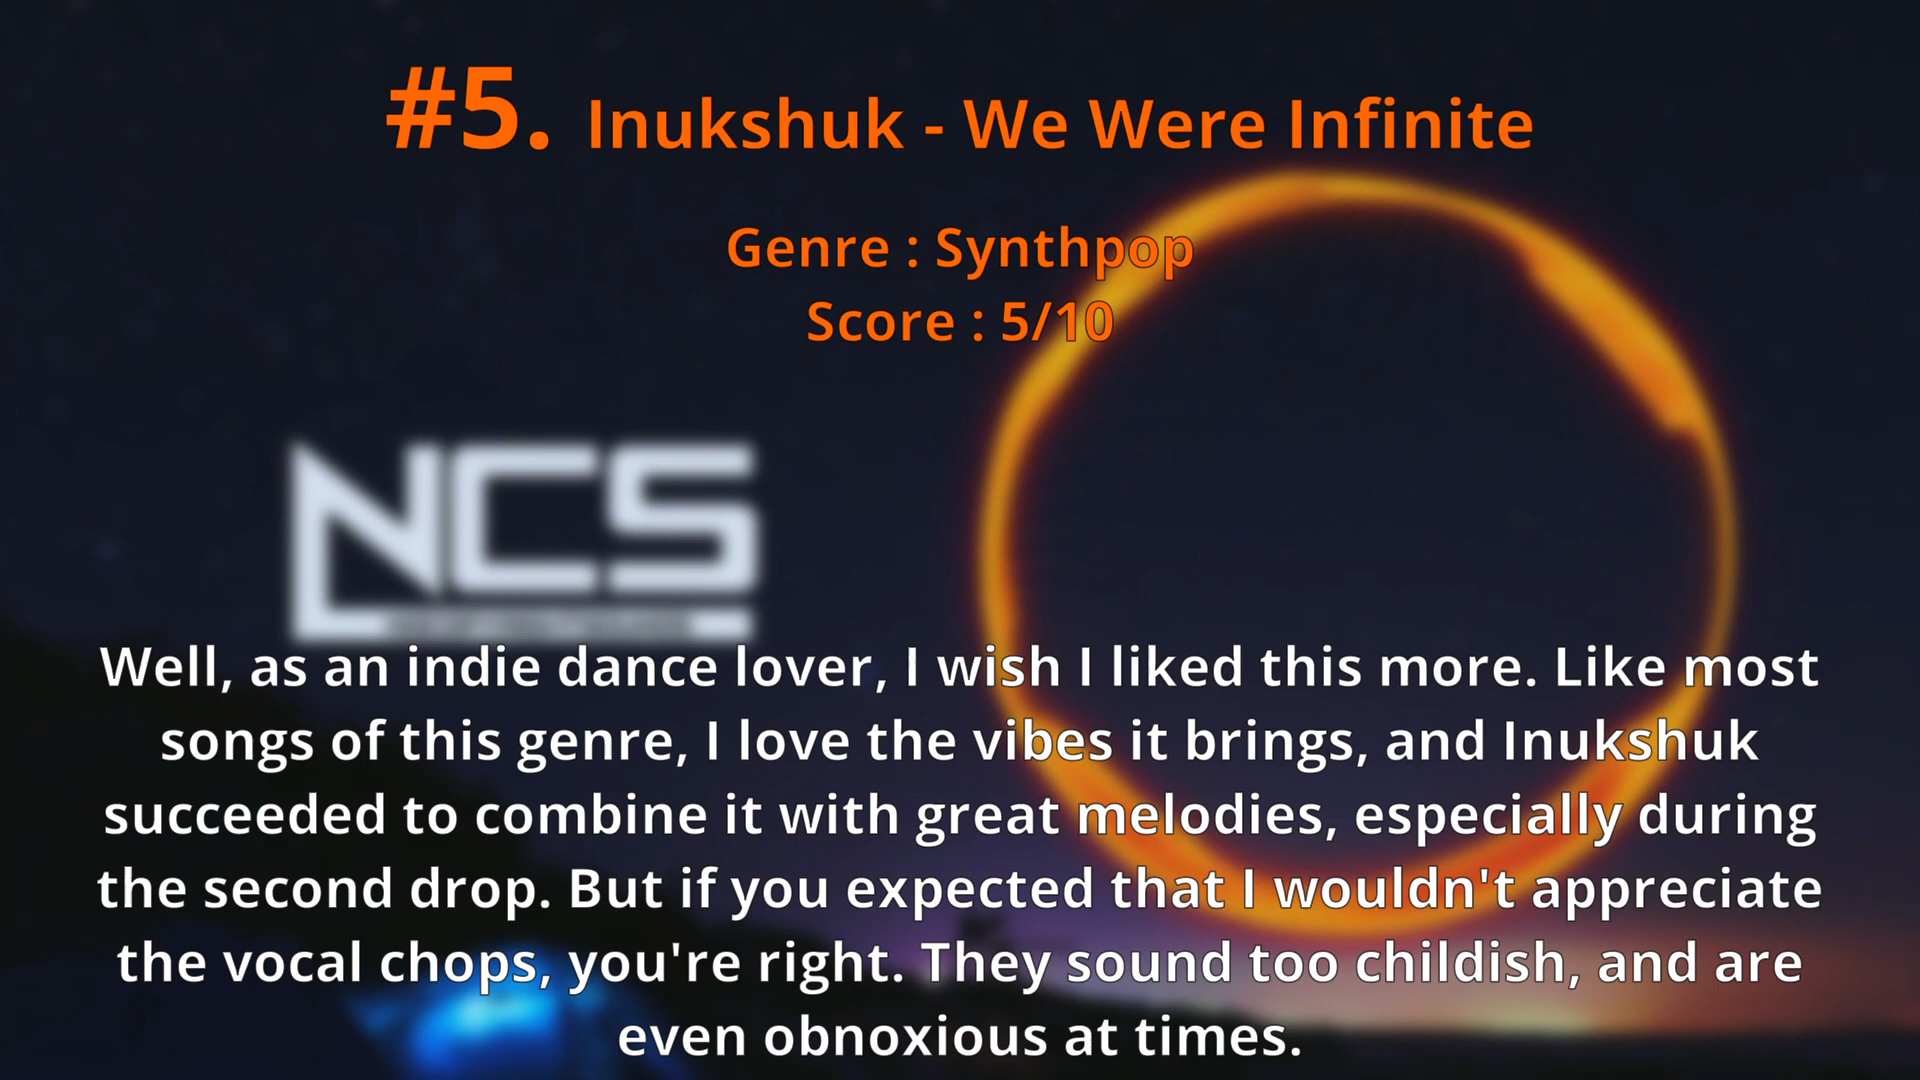 #5. Inukshuk - We Were Infinite
Genre : Synthpop
Score : 5/10
NCS
Well, as an indie dance lover, I wish I liked this more. Like most
songs of this genre, I love the vibes it brings, and Inukshuk
succeeded to combine it with great melodies, especially during
the second drop. But if you expected that I wouldn't appreciate
the vocal chops, you're right. They sound too childish, and are
even obnoxious at times.